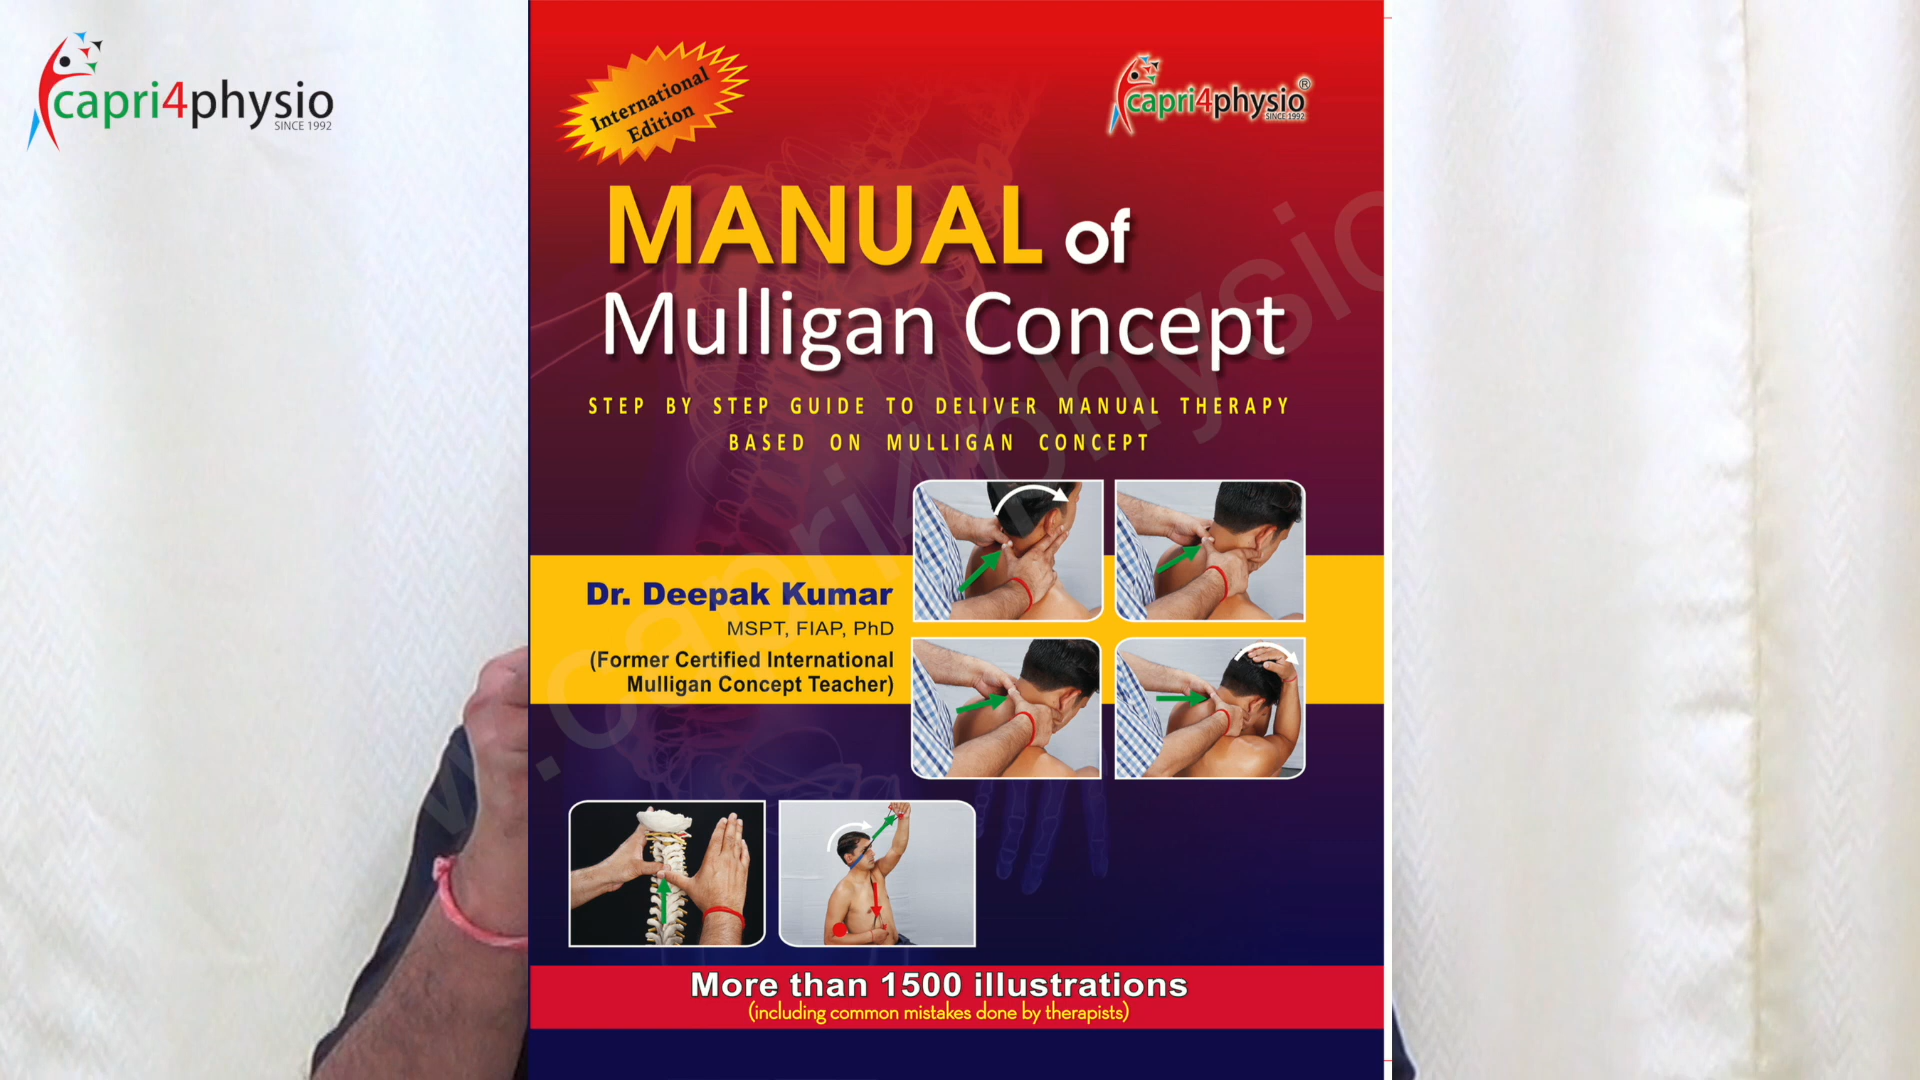 capri4physio
SINCE 1992
International
Edition
capri4physio®
SINCE 1992
MANUAL of
Mulligan Concept
STEP BY STEP GUIDE TO DELIVER MANUAL THERAPY
BASED ON MULLIGAN CONCEPT
Dr. Deepak Kumar
MSPT, FIAP, PhD
(Former Certified International
Mulligan Concept Teacher)
More than 1500 illustrations
(including common mistakes done by therapists)
w.capri4physio